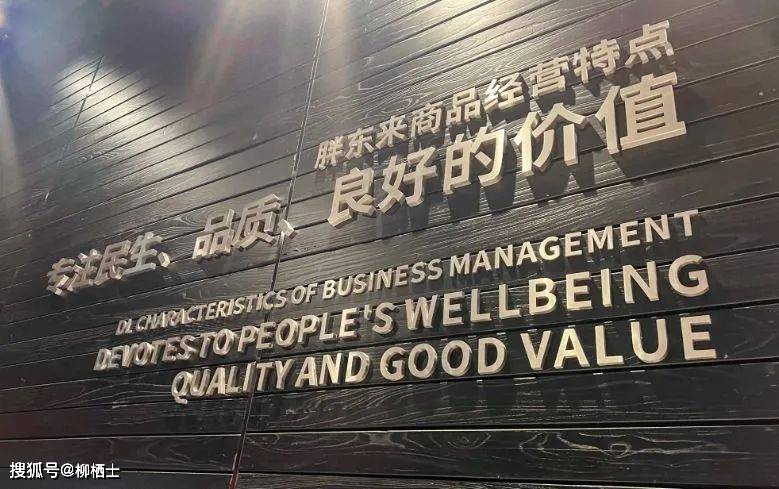 胖东来商品经营特点
专注民生、品质、良好的价值
DL CHARACTERISTICS OF BUSINESS MANAGEMENT
DEVOTES TO PEOPLE'S WELLBEING
QUALITY AND GOOD VALUE
搜狐号@柳栖士